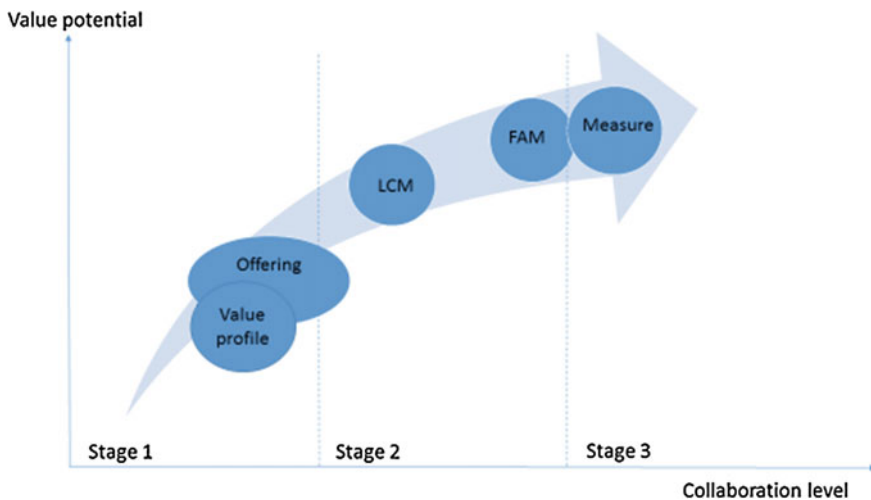 Value potential
FAM
Measure
LCM
Offering
Value
profile
Stage 1
Stage 2
Stage 3
Collaboration level